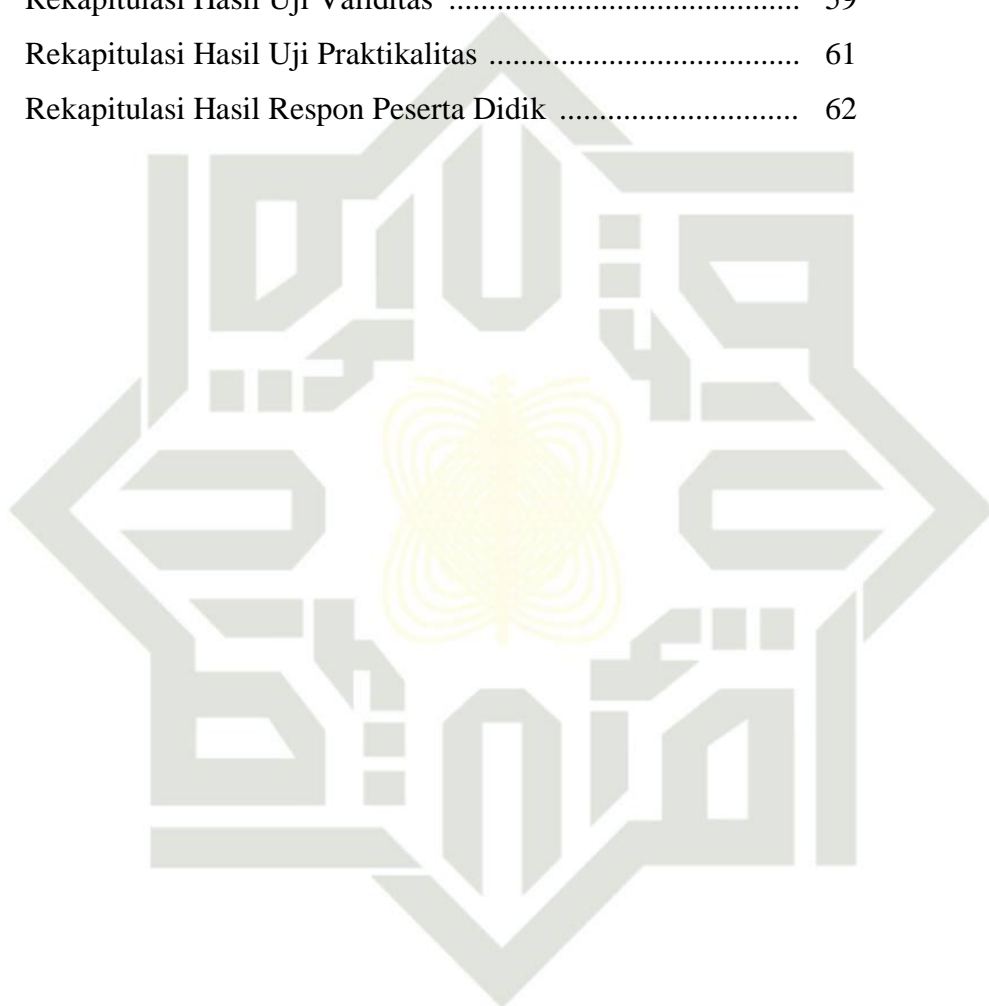 Rekapitulasi Hasil Uji Validitas ........................................ 59
Rekapitulasi Hasil Uji Praktikalitas ..................................... 61
Rekapitulasi Hasil Respon Peserta Didik ............................ 62